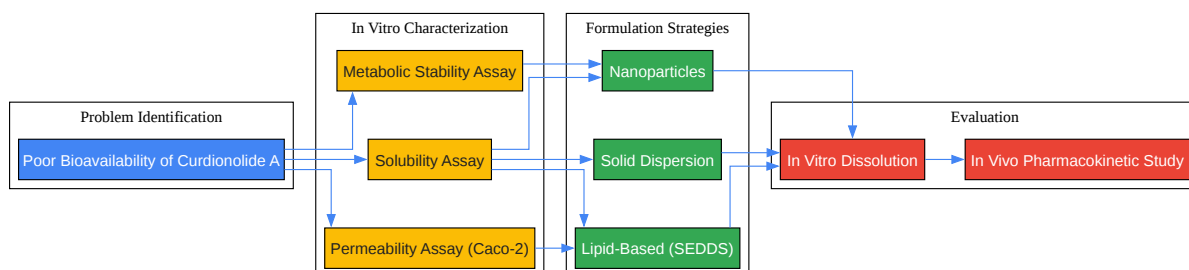 Problem Identification
Poor Bioavailability of Curdionolide A
In Vitro Characterization
Metabolic Stability Assay
Solubility Assay
Permeability Assay (Caco-2)
Formulation Strategies
Nanoparticles
Solid Dispersion
Lipid-Based (SEDDS)
Evaluation
In Vitro Dissolution
In Vivo Pharmacokinetic Study